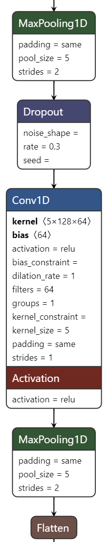 MaxPooling1D
padding = same
pool_size = 5
strides = 2
Dropout
noise_shape =
rate = 0.3
seed =
Conv1D
kernel ⟨5×128×64⟩
bias ⟨64⟩
activation = relu
bias_constraint =
dilation_rate = 1
filters = 64
groups = 1
kernel_constraint =
kernel_size = 5
padding = same
strides = 1
Activation
activation = relu
MaxPooling1D
padding = same
pool_size = 5
strides = 2
Flatten